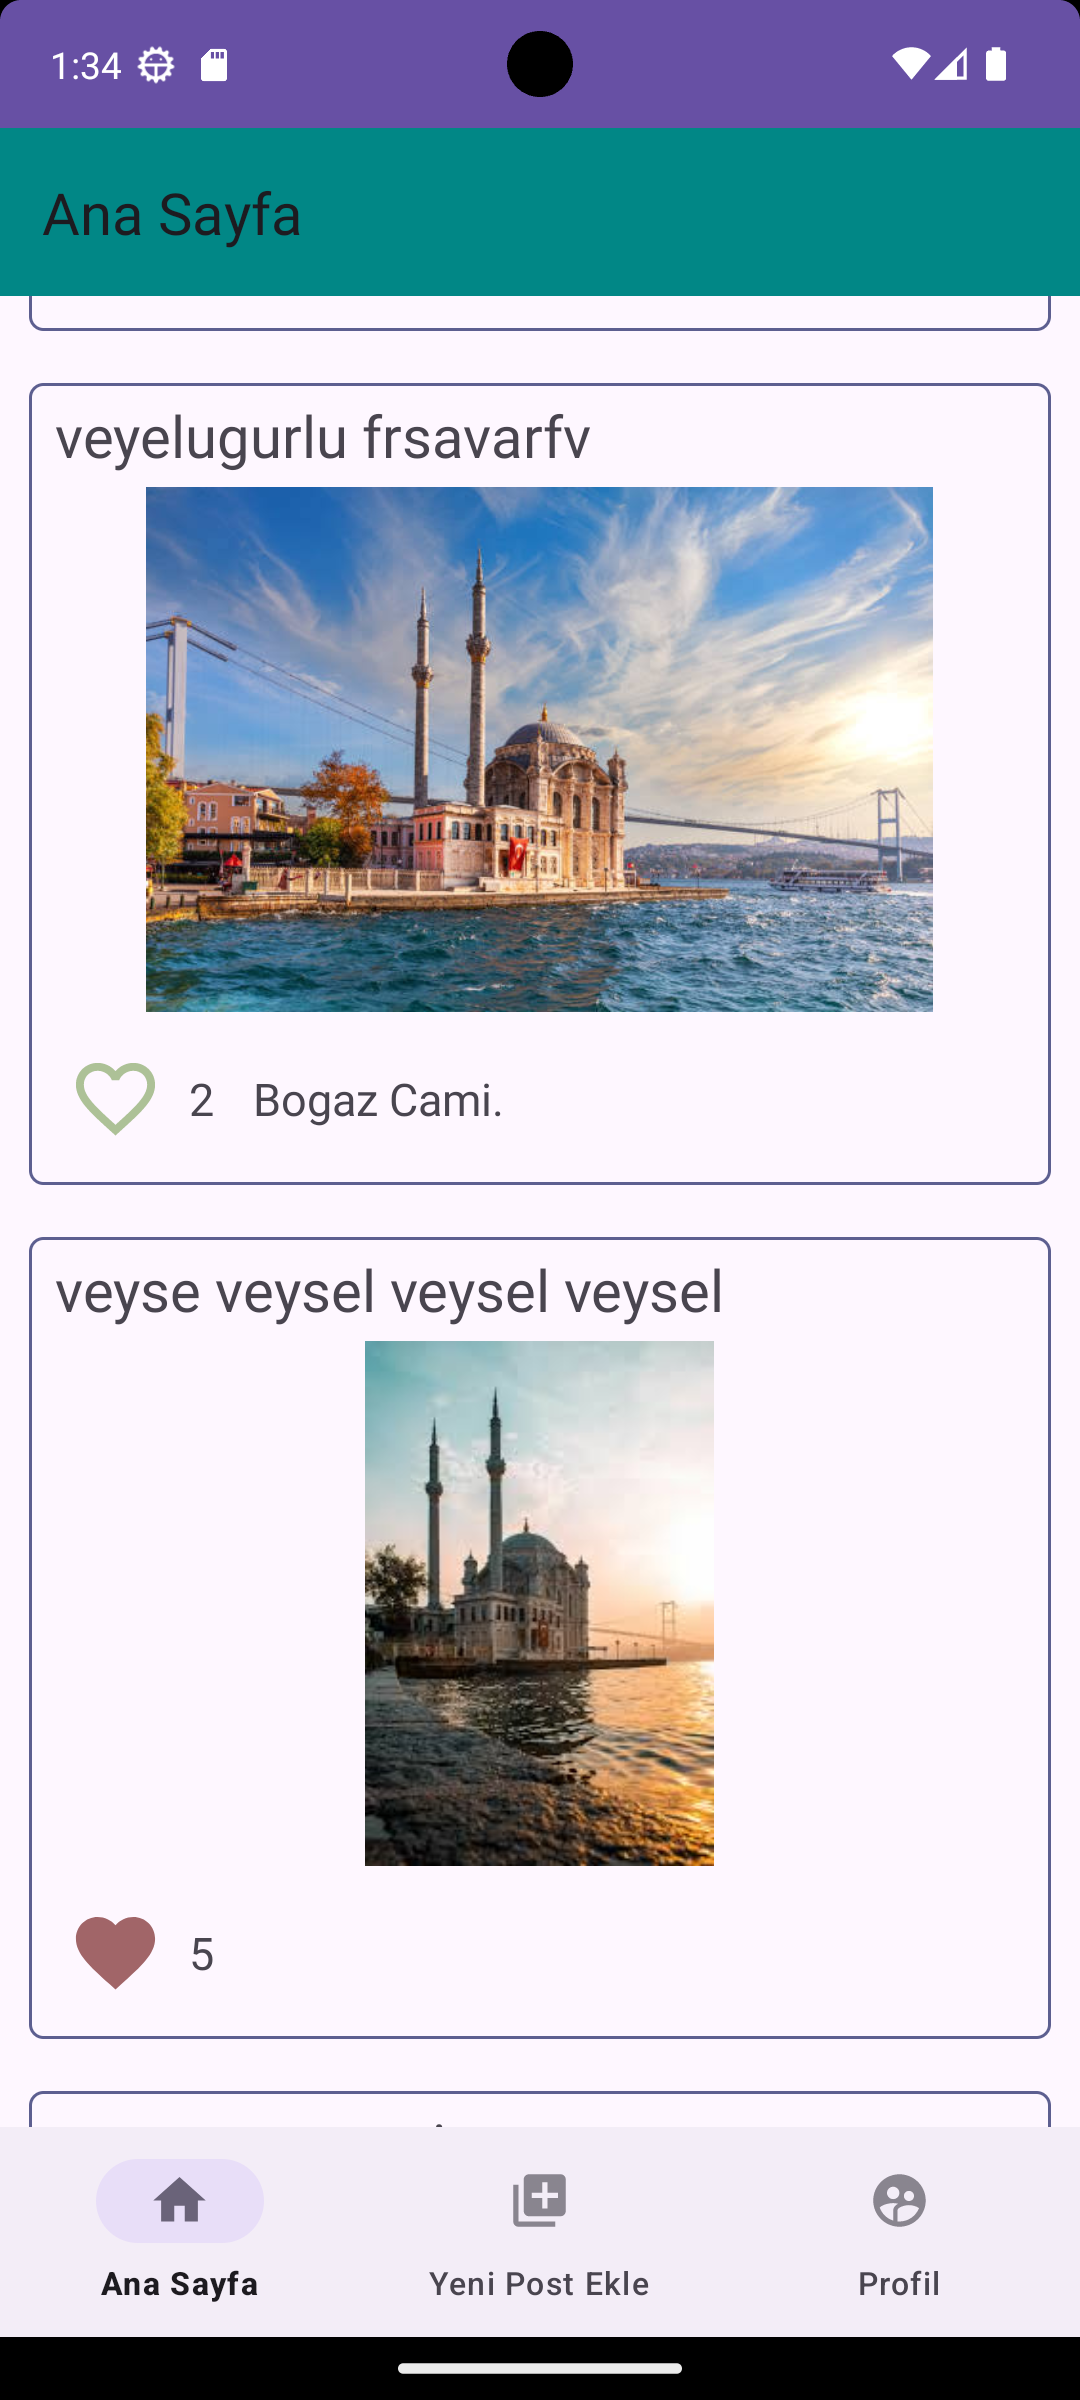 1:34
Ana Sayfa
veyelugurlu frsavarfv
2 Bogaz Cami.
veyse veysel veysel veysel
5
Ana Sayfa Yeni Post Ekle Profil